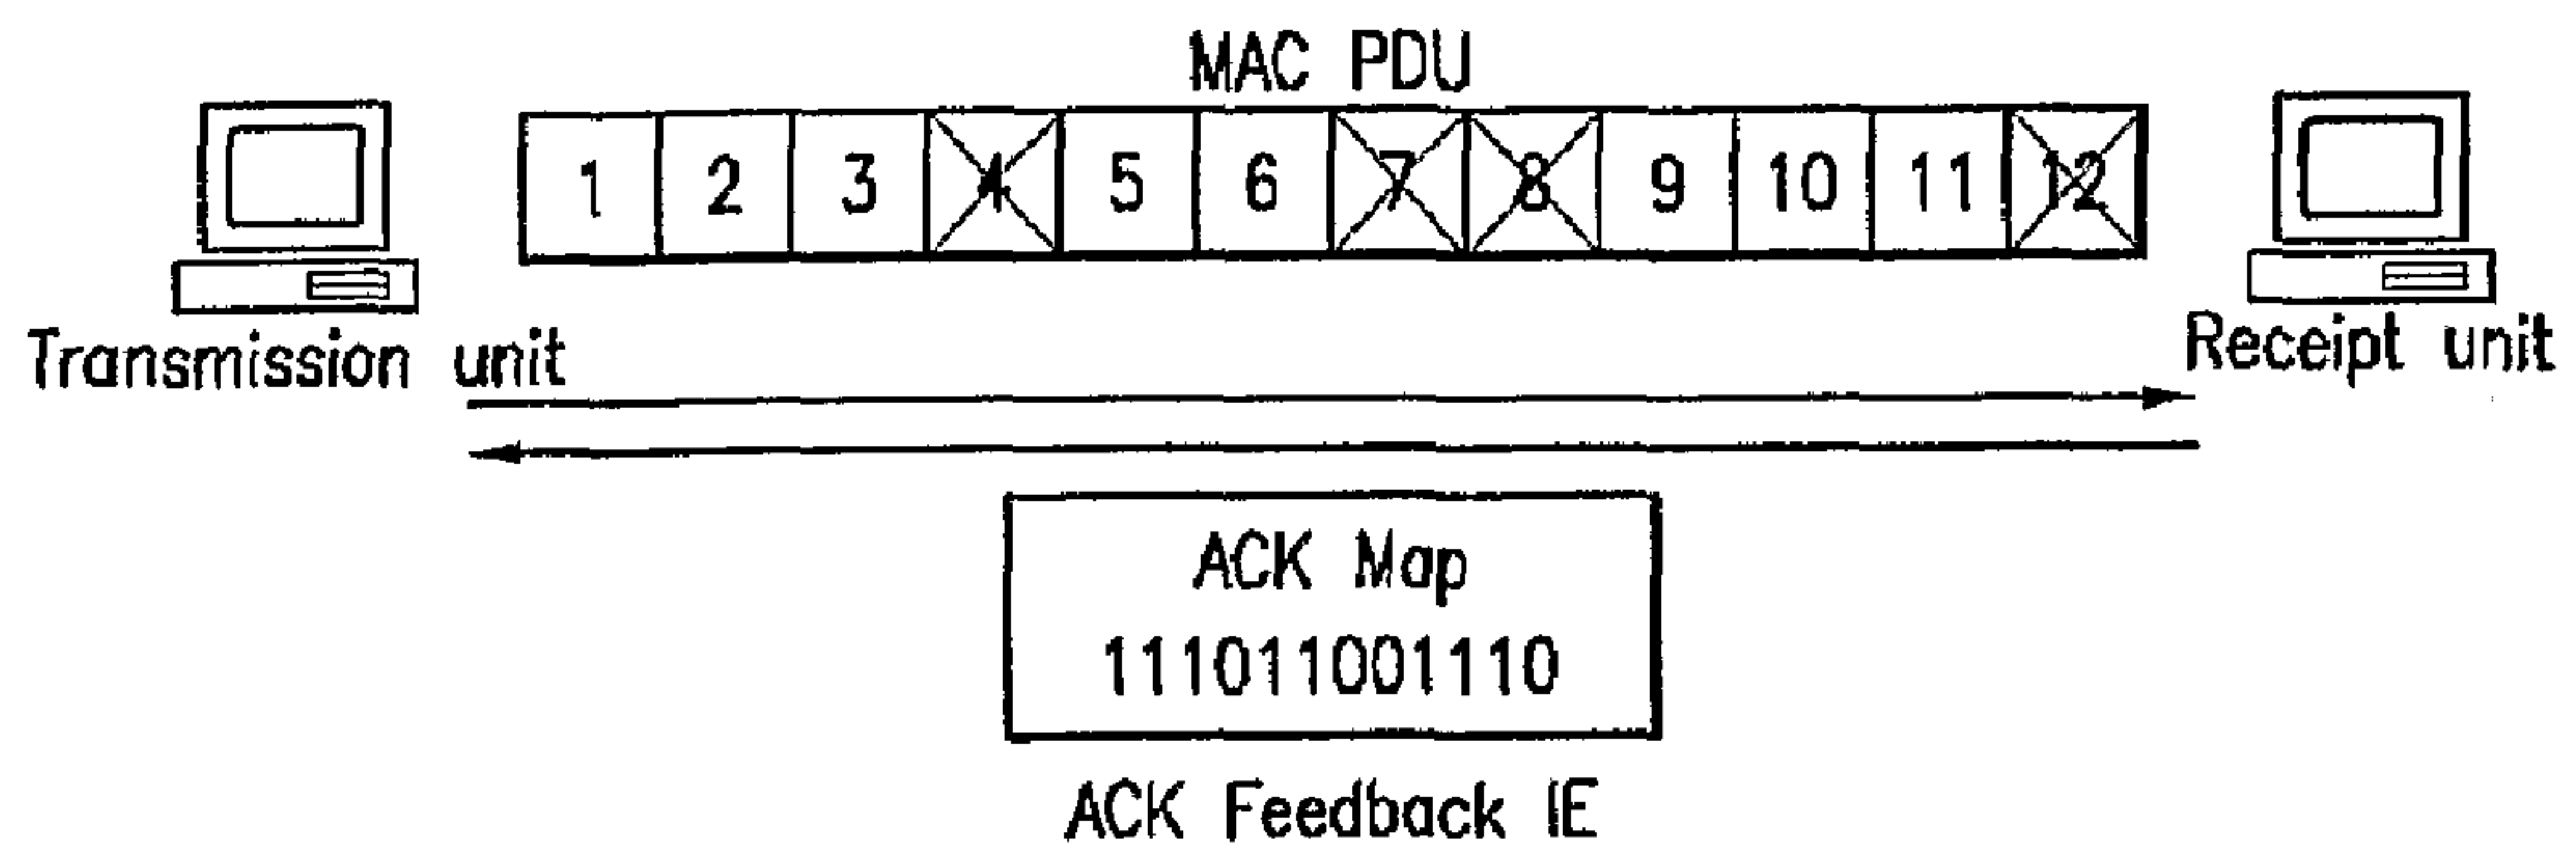 MAC PDU
1 2 3 4 5 6 7 8 9 10 11 12
Transmission unit
Receipt unit
ACK Map
111011001110
ACK Feedback IE